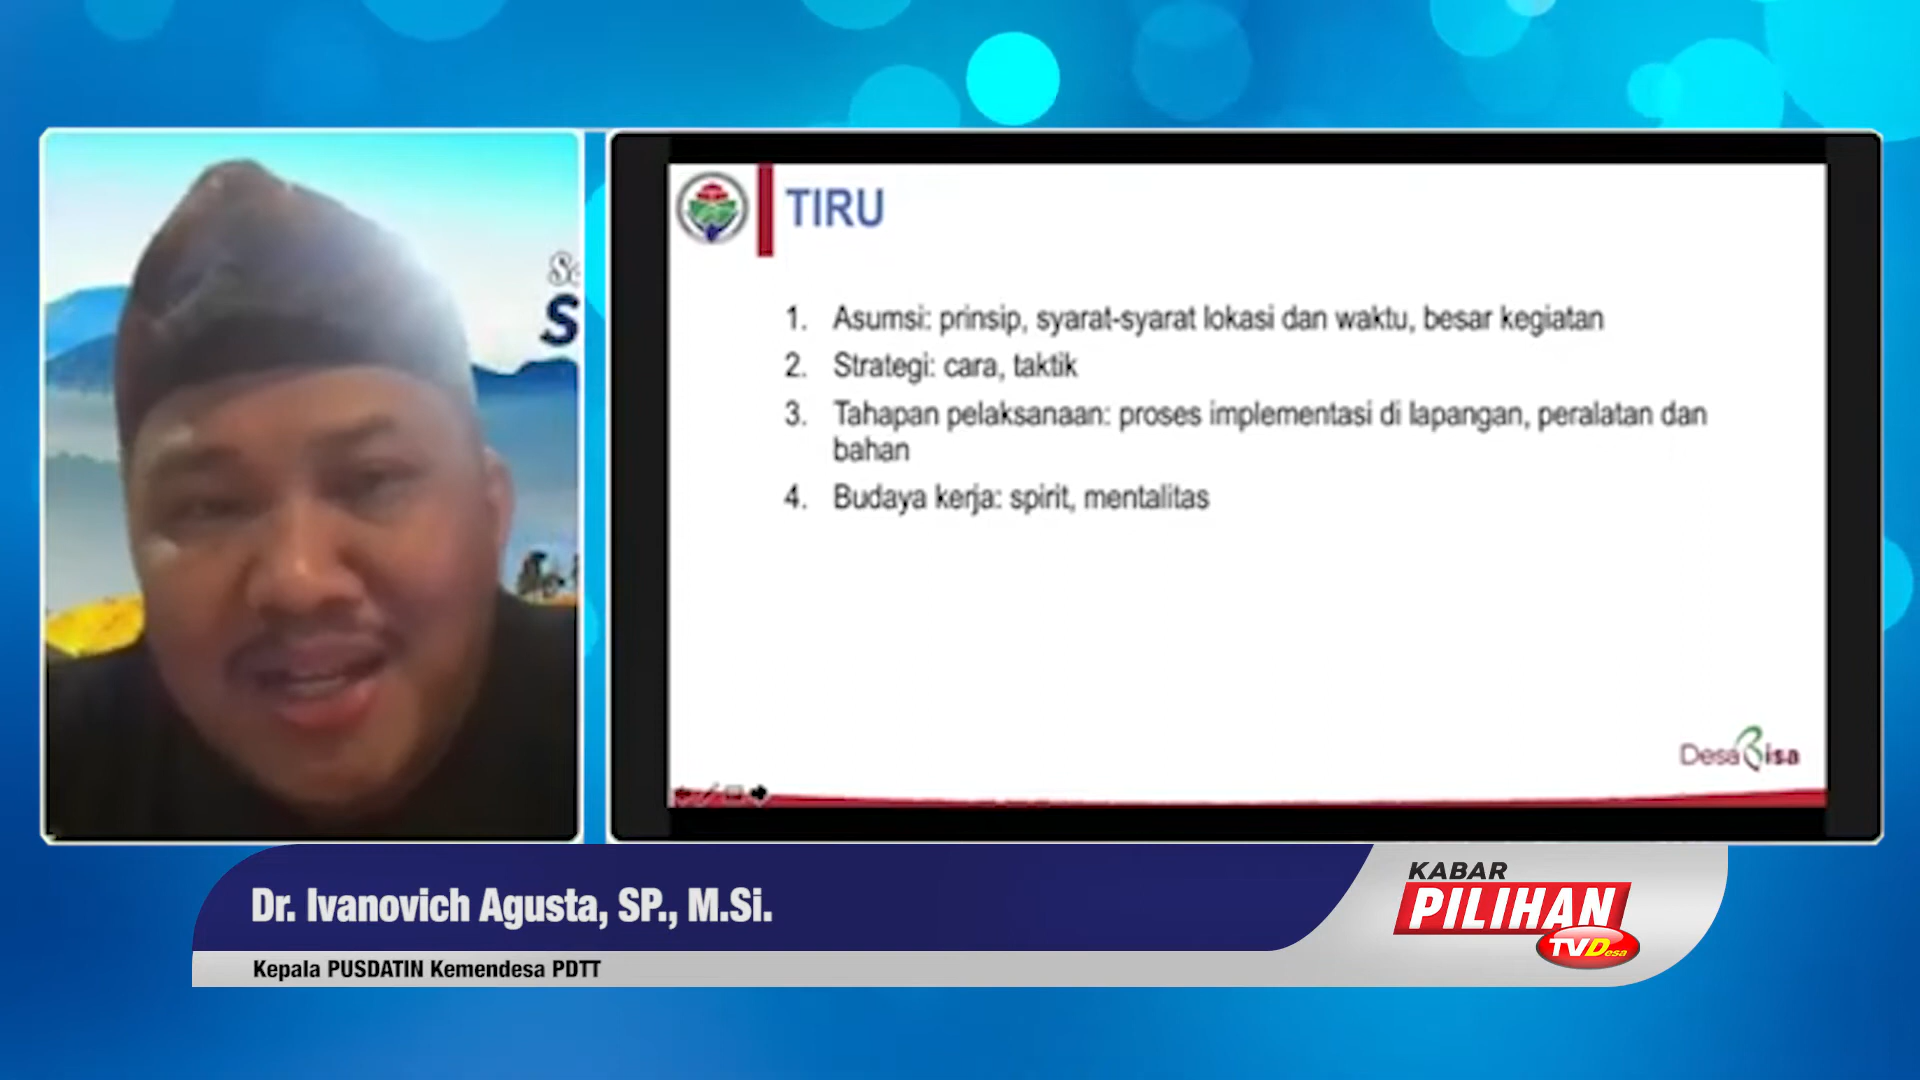 TIRU
1. Asumsi: prinsip, syarat-syarat lokasi dan waktu, besar kegiatan
2. Strategi: cara, taktik
3. Tahapan pelaksanaan: proses implementasi di lapangan, peralatan dan
bahan
4. Budaya kerja: spirit, mentalitas
DesaBisa
Dr. Ivanovich Agusta, SP., M.Si.
Kepala PUSDATIN Kemendesa PDTT
KABAR
PILIHAN
TVDesa